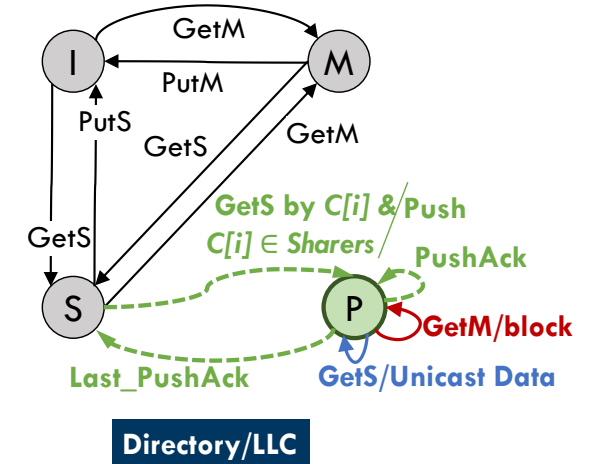 GetM
I
M
PutM
PutS
GetS
GetM
GetS by C[i] & / Push
C[i] ∈ Sharers
GetS
PushAck
S
P
GetM/block
Last_PushAck
GetS/Unicast Data
Directory/LLC